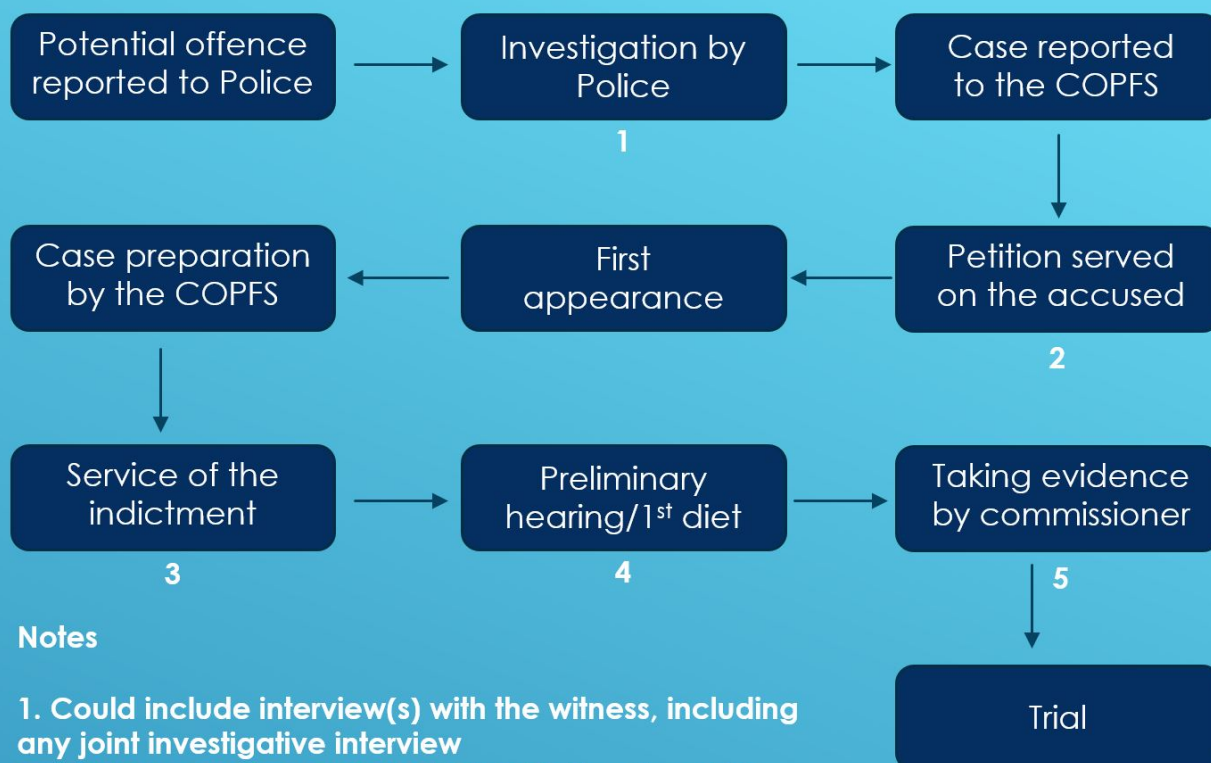 Potential offence
reported to Police
Investigation by
Police
1
Case reported
to the COPFS
Case preparation
by the COPFS
First
appearance
Petition served
on the accused
2
Service of the
indictment
3
Preliminary
hearing/1st diet
4
Taking evidence
by commissioner
5
Notes
1. Could include interview(s) with the witness, including
any joint investigative interview
Trial